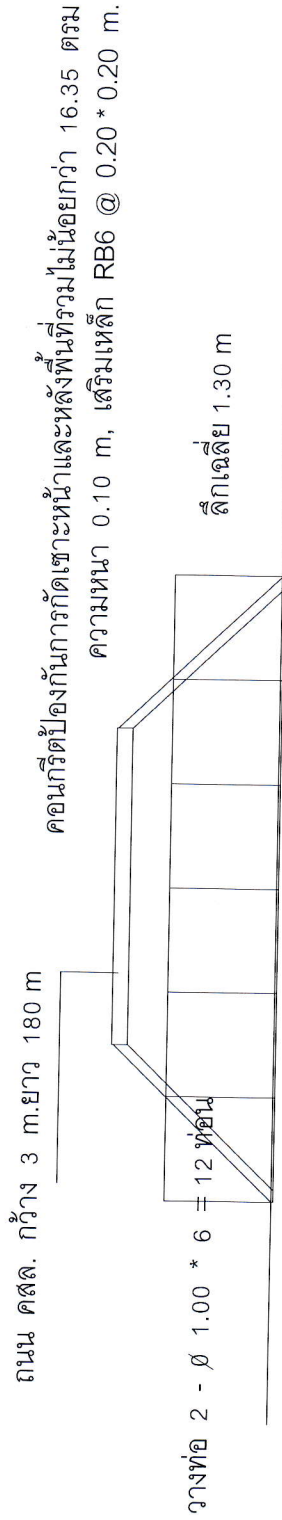 ถนน คสล. กว้าง 3 m.ยาว 180 m
คอนกรีตป้องกันการกัดเซาะหน้าและหลังพื้นที่รวมไม่น้อยกว่า 16.35 ตรม
ความหนา 0.10 m, เสริมเหล็ก RB6 @ 0.20 * 0.20 m.
ลึกเฉลี่ย 1.30 m
วางท่อ 2 - Ø 1.00 * 6 = 12 ท่อน